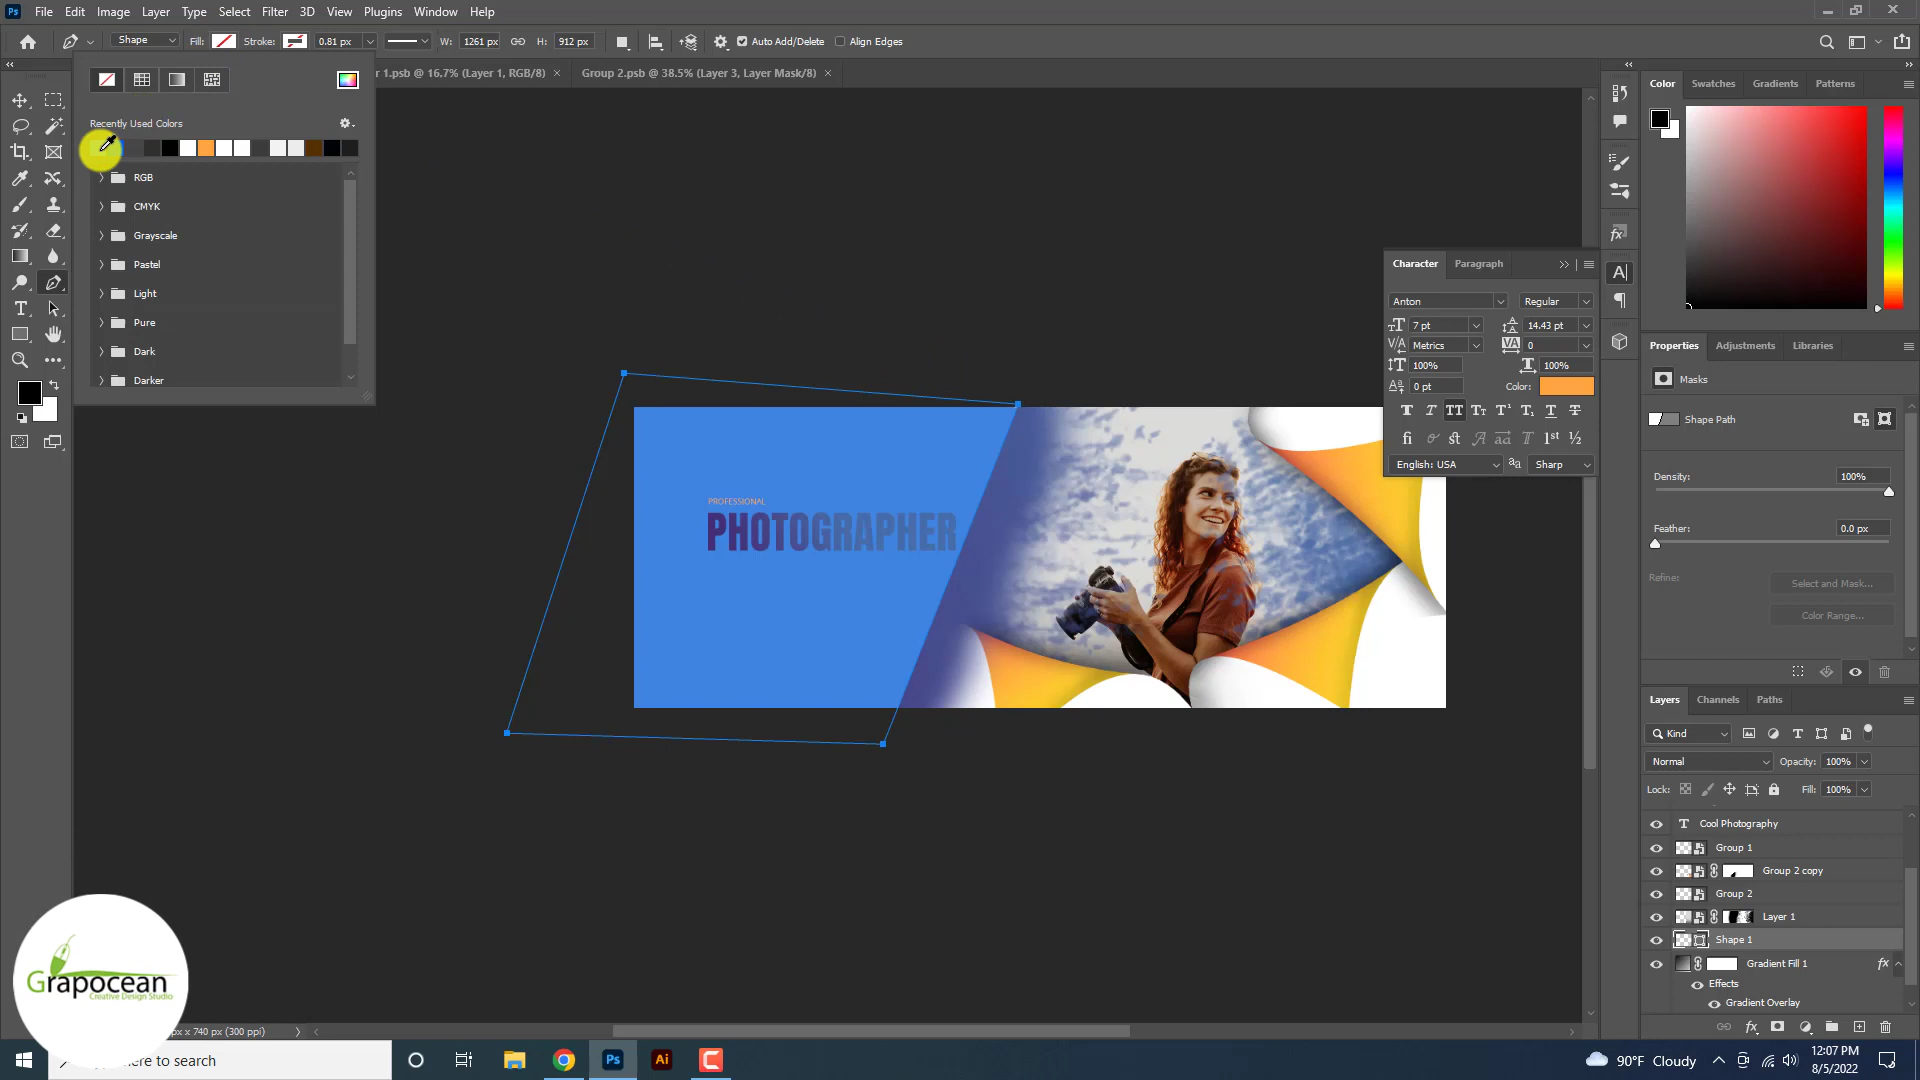 Ps File Edit Image Layer Type Select Filter 3D View Plugins Window Help
Shape Fill: Stroke: 0.81 px W: 1261 px H: 912 px Auto Add/Delete Align Edges
r 1.psb @ 16.7% (Layer 1, RGB/8) × Group 2.psb @ 38.5% (Layer 3, Layer Mask/8) ×
Color Swatches Gradients Patterns
Recently Used Colors
RGB
CMYK
Grayscale
Pastel
Light
Pure
Dark
Darker
Character Paragraph
Anton Regular
7 pt 14.43 pt
Metrics 0
100% 100%
0 pt Color:
English: USA Sharp
PROFESSIONAL
PHOTOGRAPHER
Properties Adjustments Libraries
Masks
Shape Path
Density: 100%
Feather: 0.0 px
Refine: Select and Mask...
Color Range...
Layers Channels Paths
Kind
Normal Opacity: 100%
Lock: Fill: 100%
Cool Photography
Group 1
Group 2 copy
Group 2
Layer 1
Shape 1
Gradient Fill 1 fx
Effects
Gradient Overlay
Grapocean
Creative Design Studio
px x 740 px (300 ppi)
here to search
Ps Ai
90°F Cloudy
12:07 PM
8/5/2022